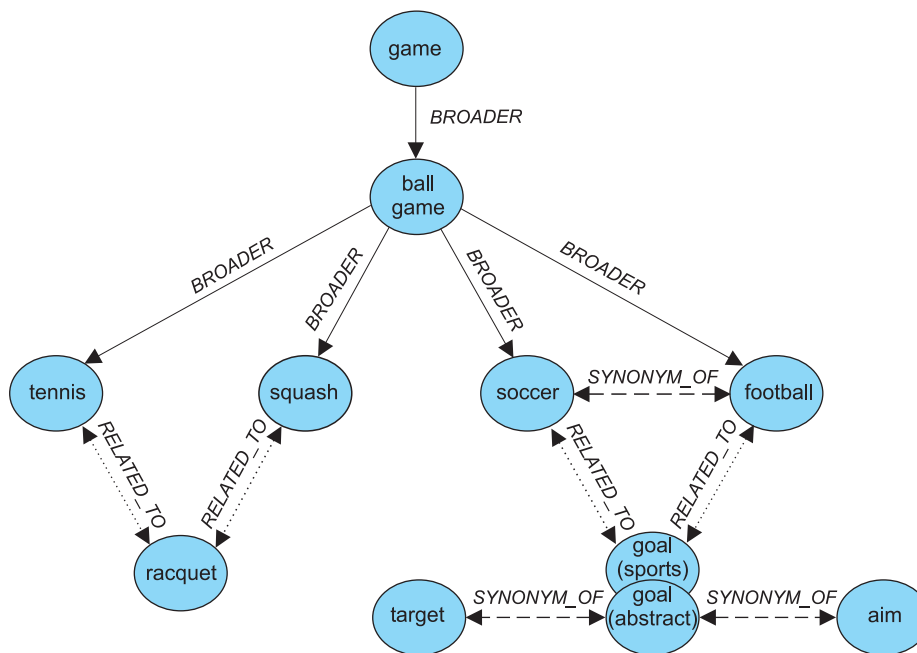 game
BROADER
ball
game
BROADER
BROADER
BROADER
BROADER
tennis
squash
soccer
SYNONYM_OF
football
RELATED_TO
RELATED_TO
RELATED_TO
RELATED_TO
racquet
goal
(sports)
target
SYNONYM_OF
goal
(abstract)
SYNONYM_OF
aim